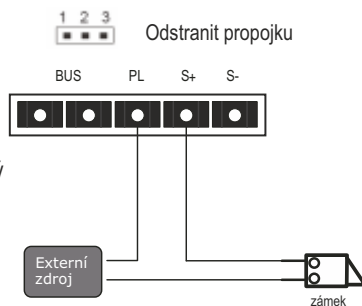 1 2 3
Odstranit propojku
BUS PL S+ S-
ý
Externí
zdroj
zámek